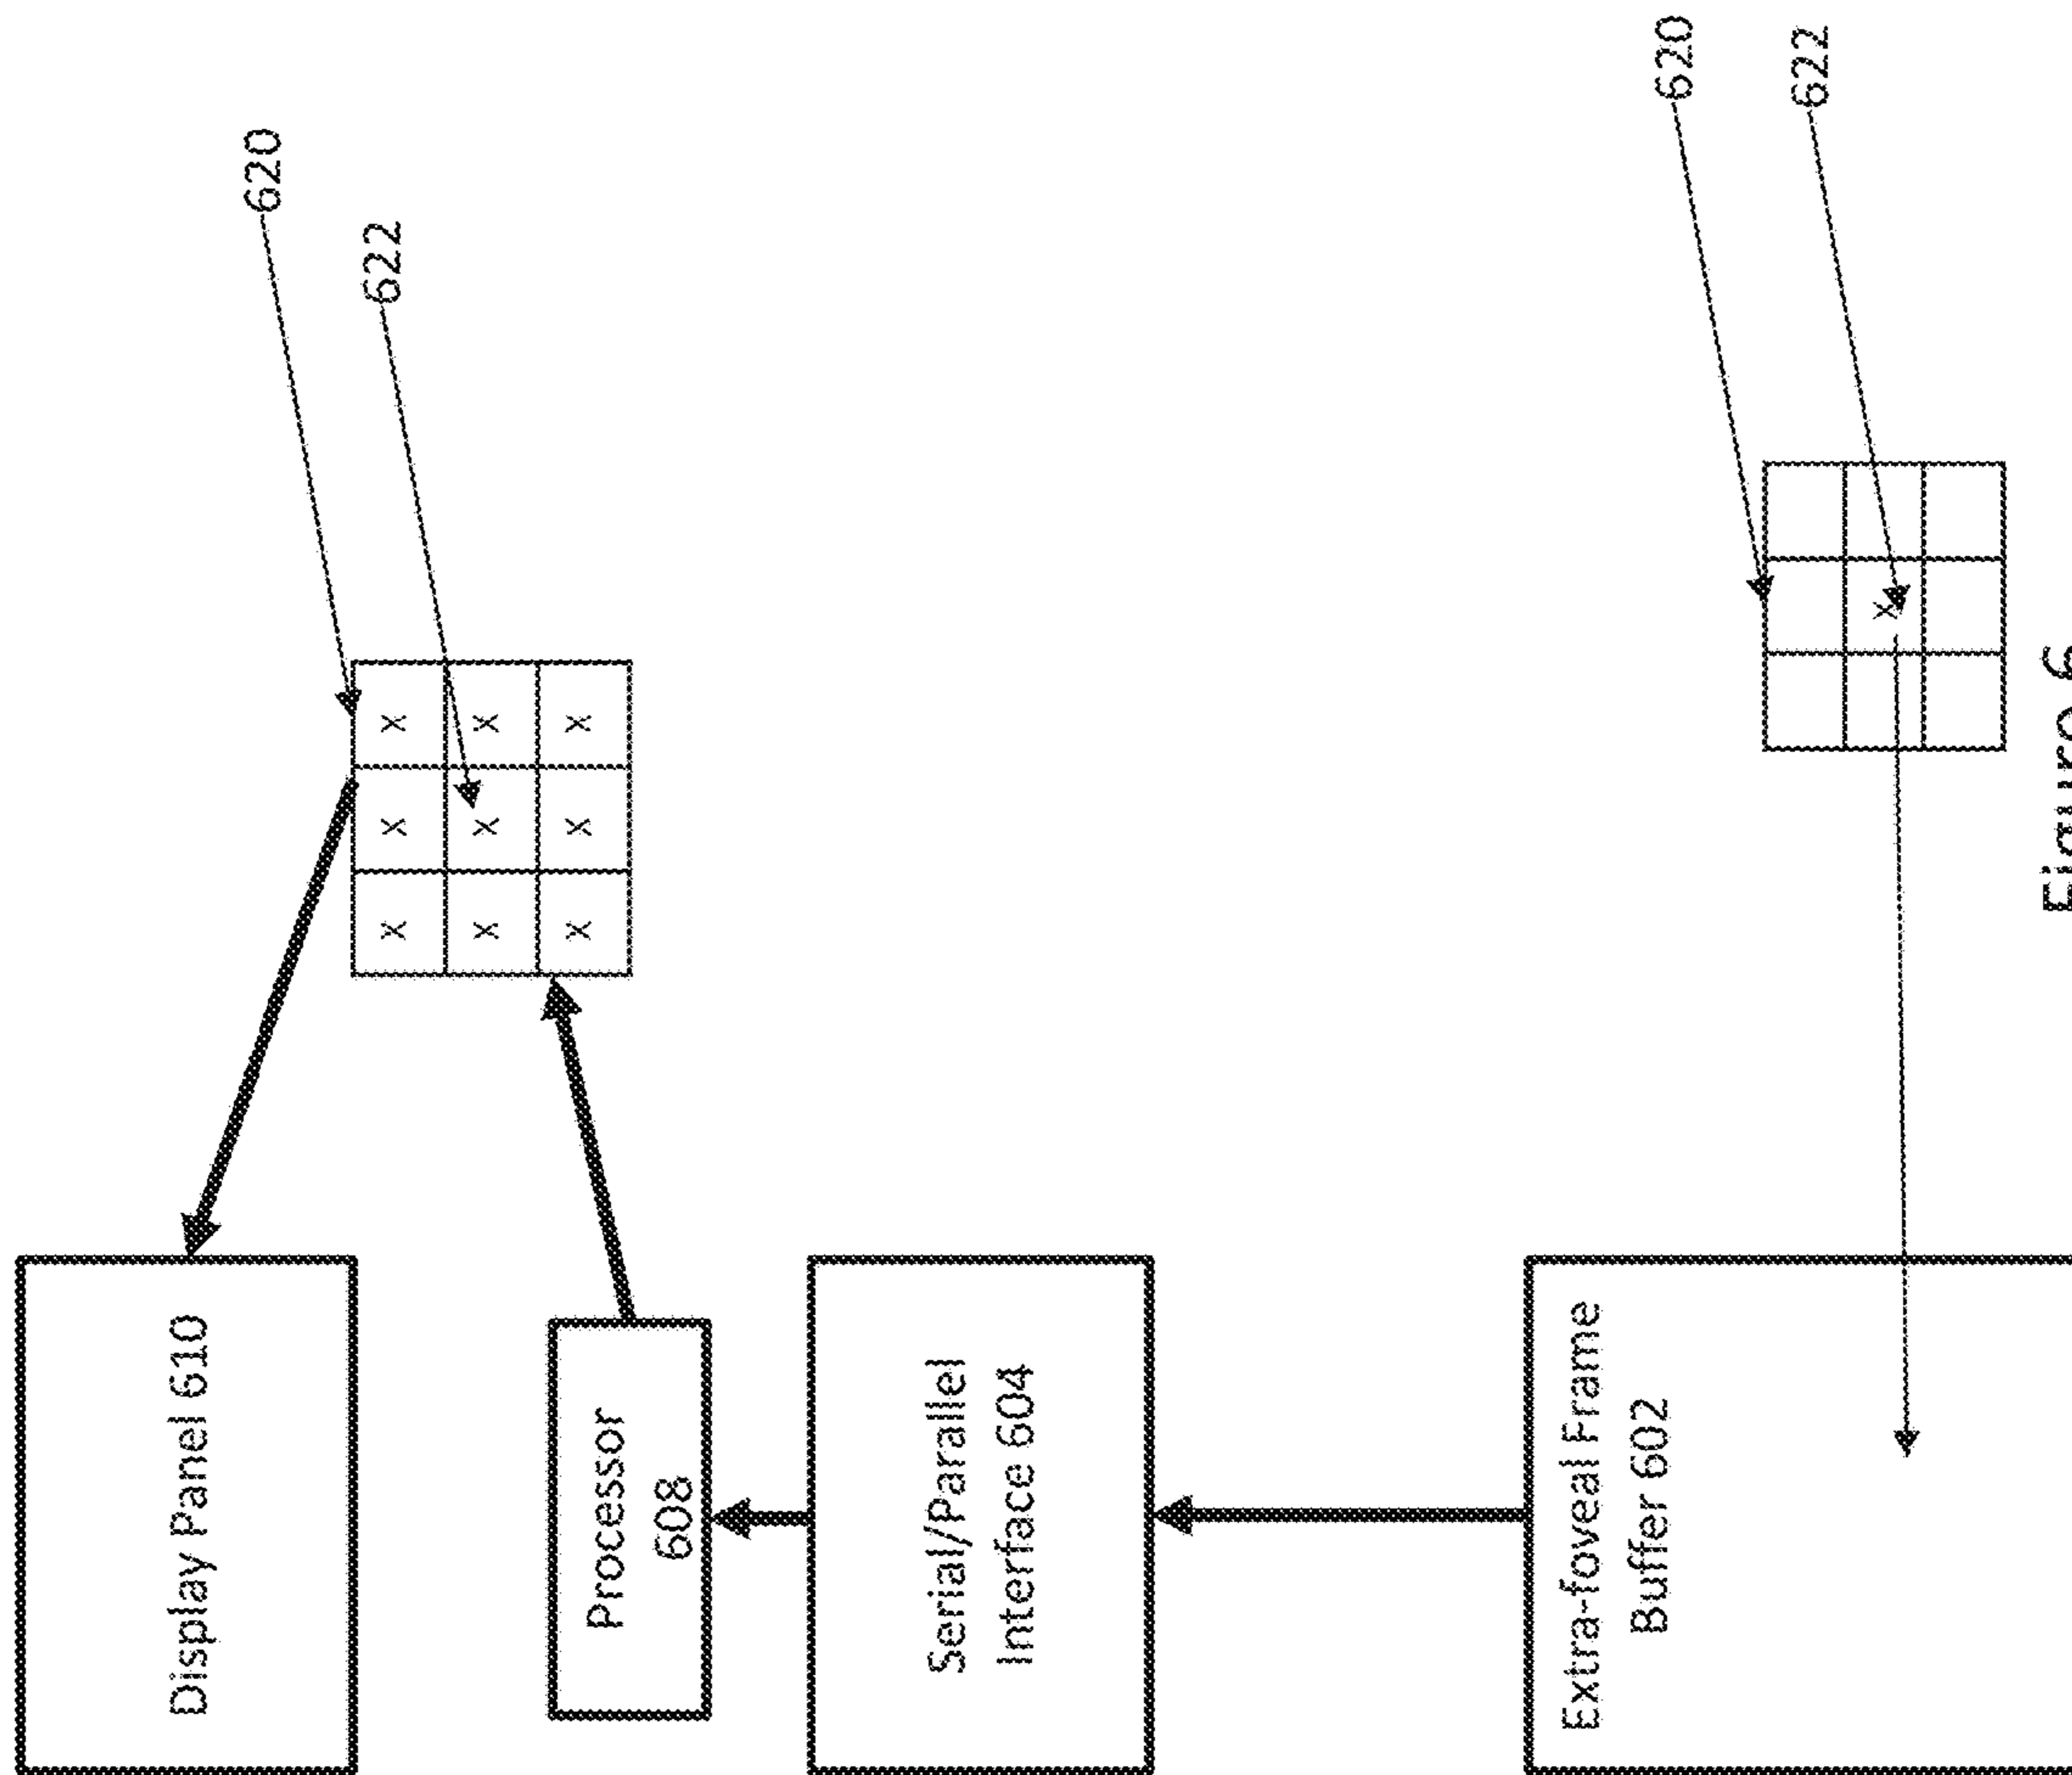 Extra-foveal Frame
Buffer 602
Serial/Parallel
Interface 604
Processor
608
Display Panel 610
x x x
x x x
x x x
620
622
x
620
622
Figure 6